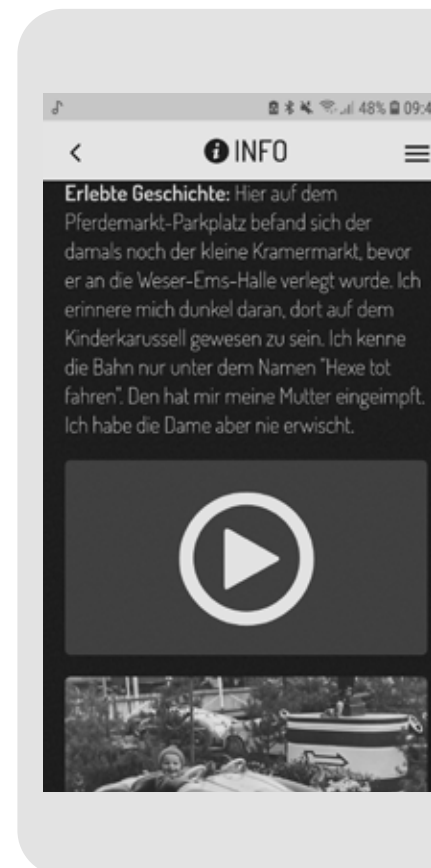 48% 09:4
INFO
Erlebte Geschichte: Hier auf dem
Pferdemarkt-Parkplatz befand sich der
damals noch der kleine Kramermarkt, bevor
er an die Weser-Ems-Halle verlegt wurde. Ich
erinnere mich dunkel daran, dort auf dem
Kinderkarussell gewesen zu sein. Ich kenne
die Bahn nur unter dem Namen "Hexe tot
fahren". Den hat mir meine Mutter eingeimpft.
Ich habe die Dame aber nie erwischt.